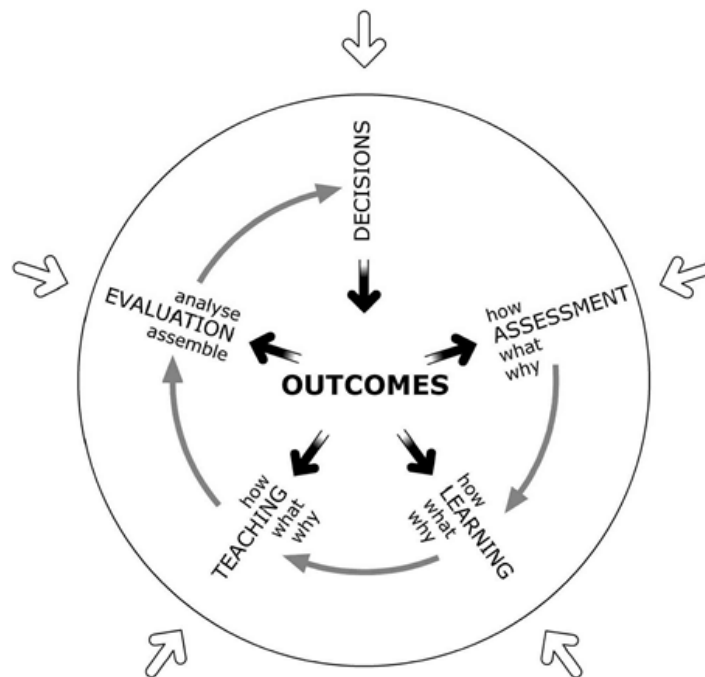 DECISIONS
analyse
EVALUATION
assemble
how
ASSESSMENT
what
why
OUTCOMES
how
TEACHING
what
why
how
LEARNING
what
why